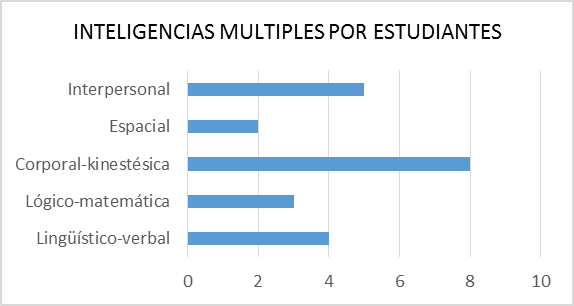 INTELIGENCIAS MULTIPLES POR ESTUDIANTES
Interpersonal
Espacial
Corporal-kinestésica
Lógico-matemática
Lingüístico-verbal
0 2 4 6 8 10